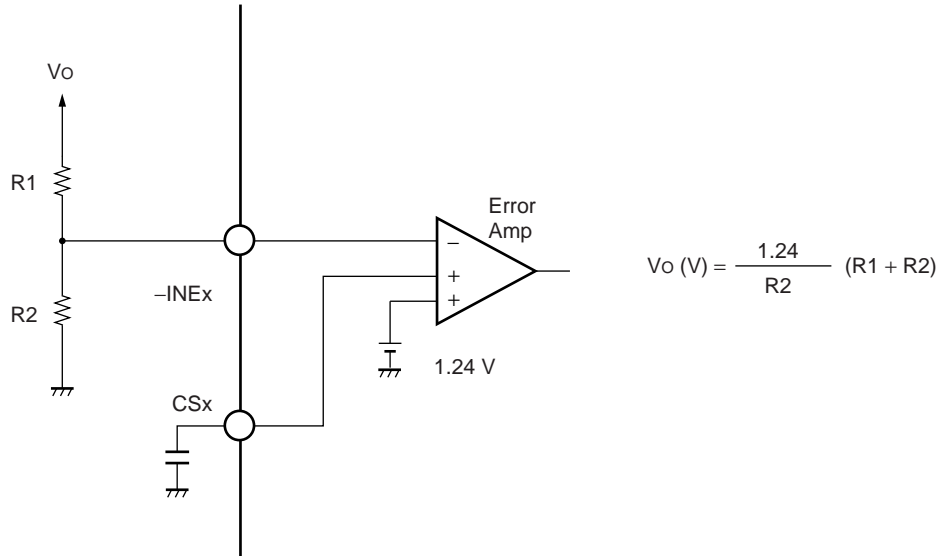 Vo
R1
R2
–INEx
CSx
Error
Amp
–
+
+
1.24 V
Vo (V) = 1.24 / R2 (R1 + R2)